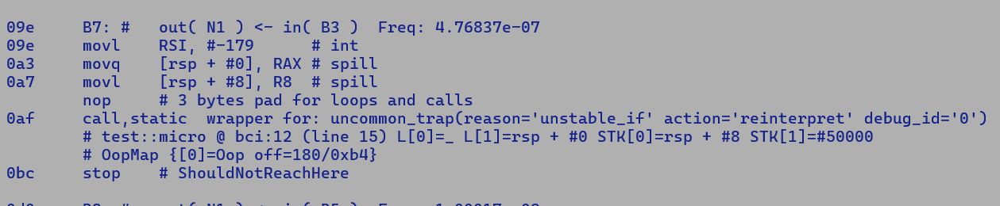 09e B7: # out( N1 ) <- in( B3 ) Freq: 4.76837e-07
09e movl RSI, #-179 # int
0a3 movq [rsp + #0], RAX # spill
0a7 movl [rsp + #8], R8 # spill
nop # 3 bytes pad for loops and calls
0af call,static wrapper for: uncommon_trap(reason='unstable_if' action='reinterpret' debug_id='0')
# test::micro @ bci:12 (line 15) L[0]=_ L[1]=rsp + #0 STK[0]=rsp + #8 STK[1]=#50000
# OopMap {[0]=Oop off=180/0xb4}
0bc stop # ShouldNotReachHere